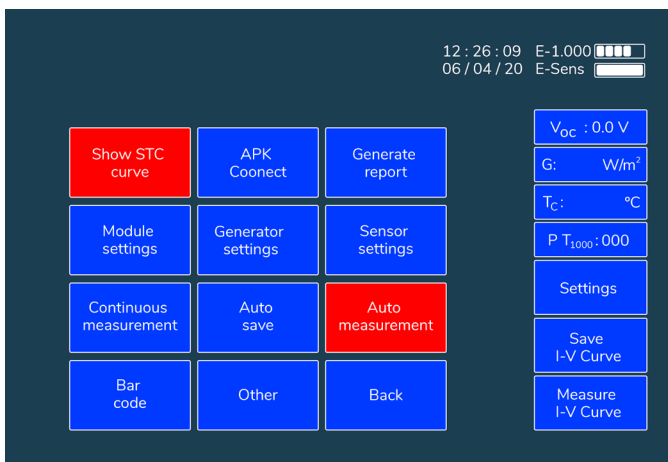 12 : 26 : 09 E-1.000
06 / 04 / 20 E-Sens
Show STC
curve
APK
Coonect
Generate
report
Module
settings
Generator
settings
Sensor
settings
Continuous
measurement
Auto
save
Auto
measurement
Bar
code
Other
Back
VOC : 0.0 V
G: W/m²
TC : ºC
P T1000 : 000
Settings
Save
I-V Curve
Measure
I-V Curve